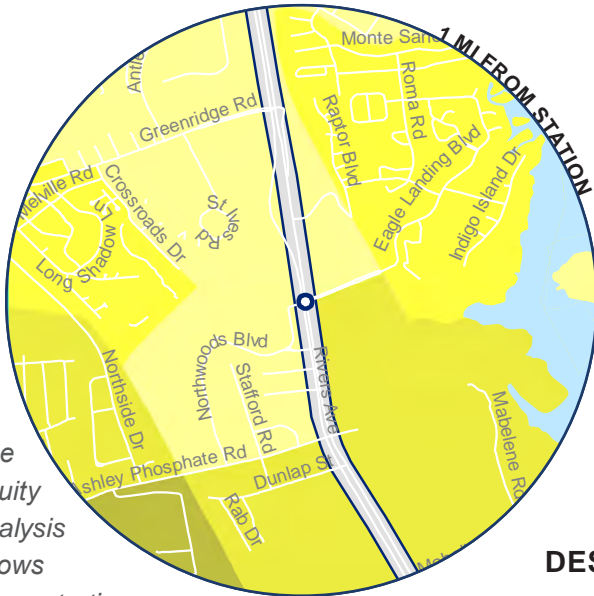 1 MI FROM STATION
Monte Sano
Antle
Roma Rd
Raptor Blvd
Greenridge Rd
Eagle Landing Blvd
Indigo Island Dr
Melville Rd
Crossroads Dr
St Ives Rd
Long Shadow Ln
Northwoods Blvd
Rivers Ave
Northside Dr
Stafford Rd
Mabelene Rd
Ashley Phosphate Rd
Dunlap St
Rab Dr
e
uity
alysis
ows
DES